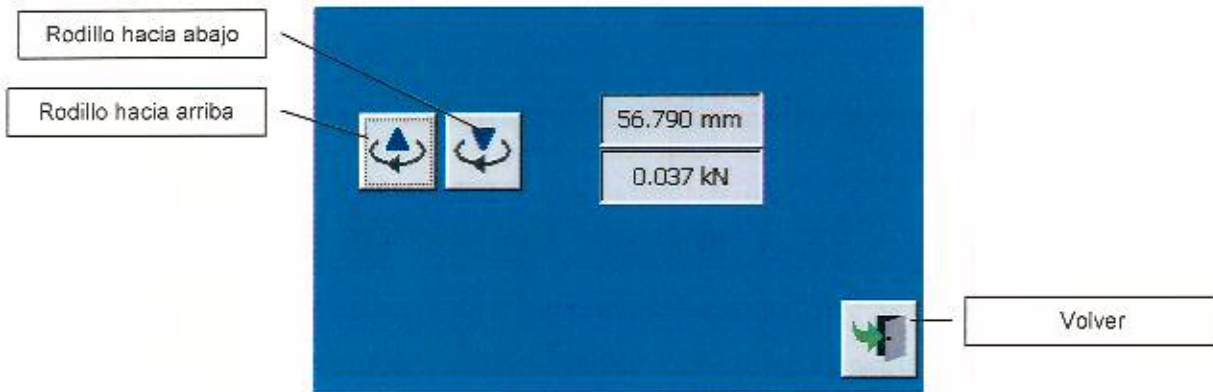 Rodillo hacia abajo
Rodillo hacia arriba
56.790 mm
0.037 kN
Volver